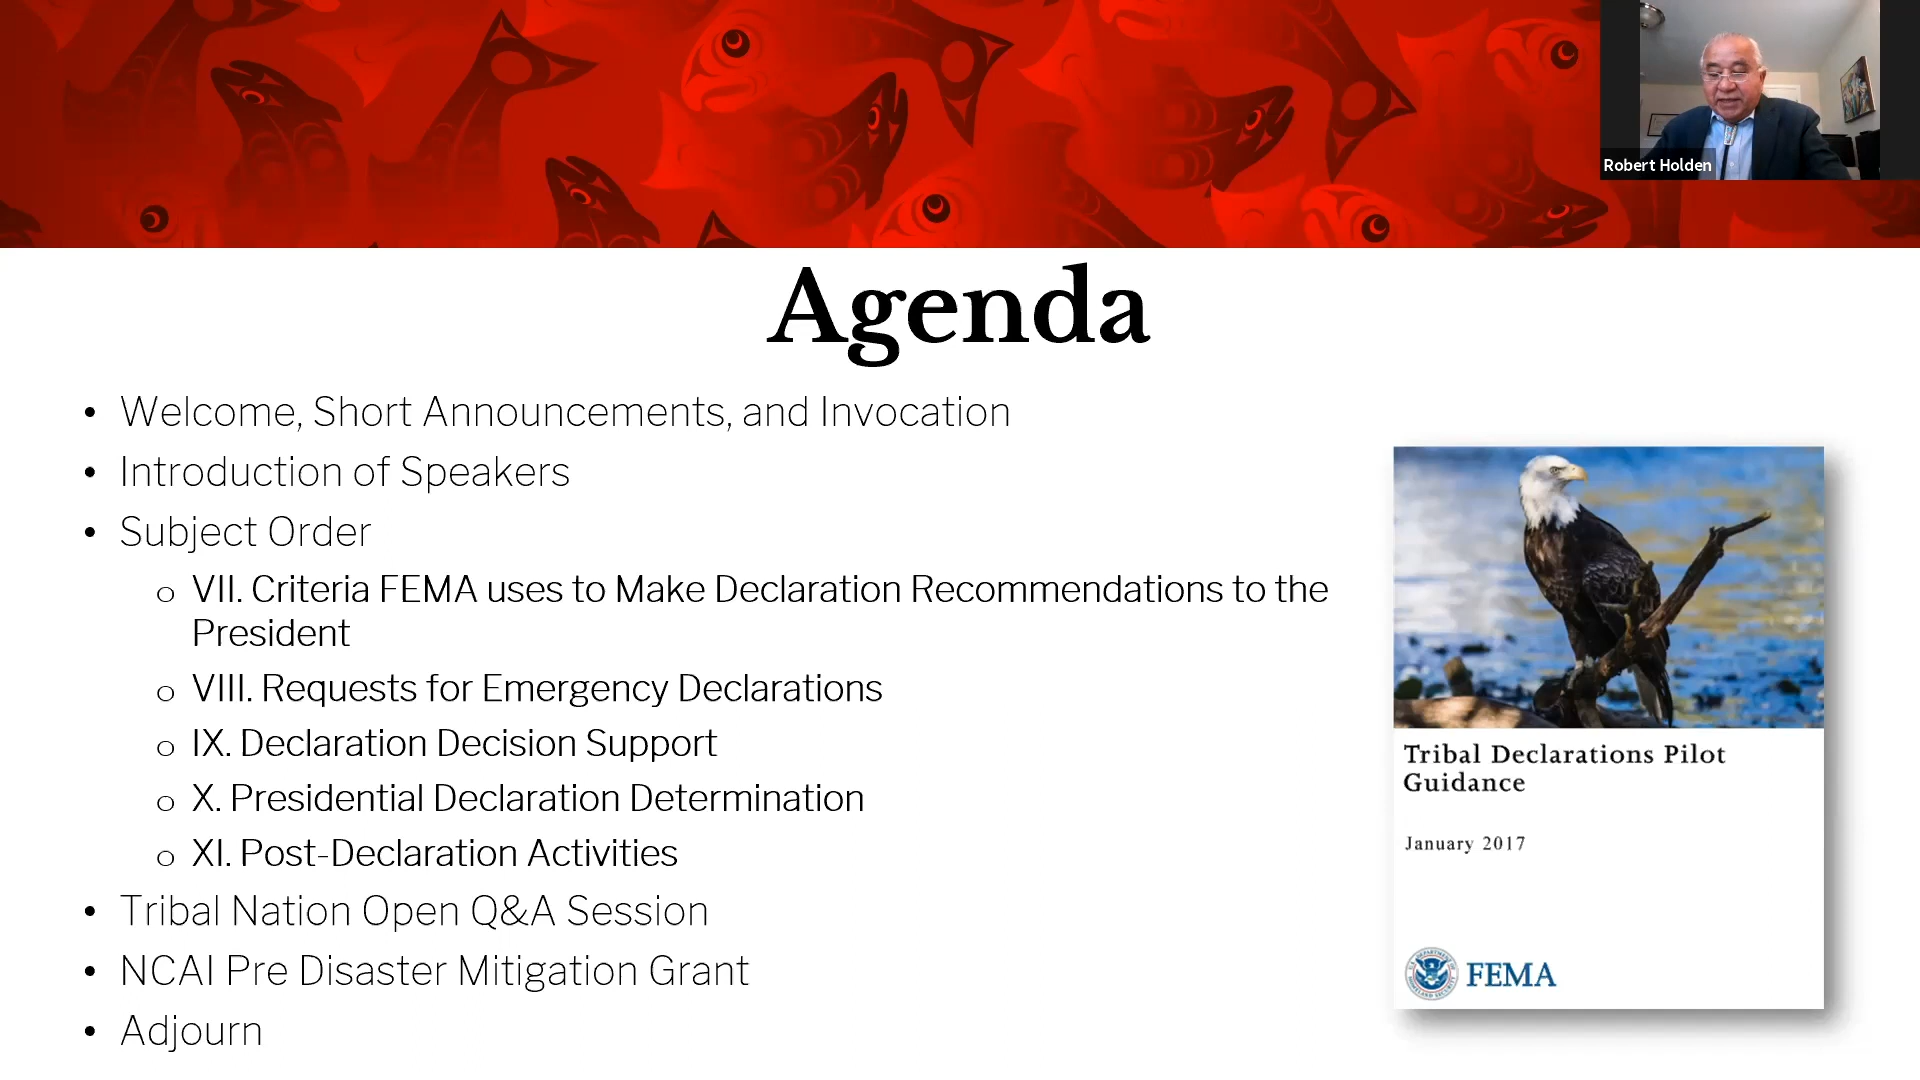 Robert Holden
Agenda
• Welcome, Short Announcements, and Invocation
• Introduction of Speakers
• Subject Order
o VII. Criteria FEMA uses to Make Declaration Recommendations to the
President
o VIII. Requests for Emergency Declarations
o IX. Declaration Decision Support
o X. Presidential Declaration Determination
o XI. Post-Declaration Activities
• Tribal Nation Open Q&A Session
• NCAI Pre Disaster Mitigation Grant
• Adjourn
Tribal Declarations Pilot
Guidance
January 2017
FEMA